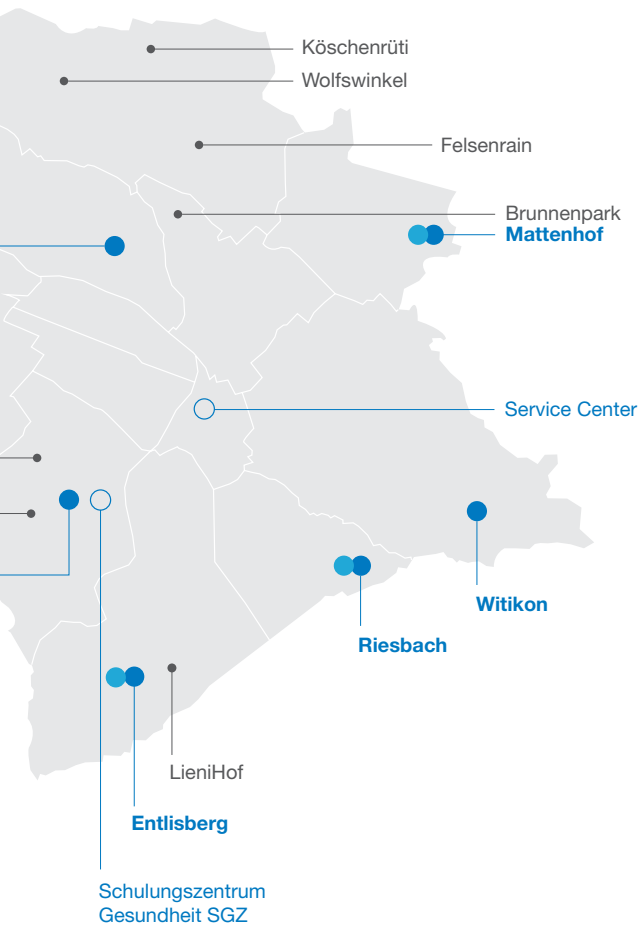 Köschenrüti
Wolfswinkel
Felsenrain
Brunnenpark
Mattenhof
Service Center
Witikon
Riesbach
LieniHof
Entlisberg
Schulungszentrum
Gesundheit SGZ